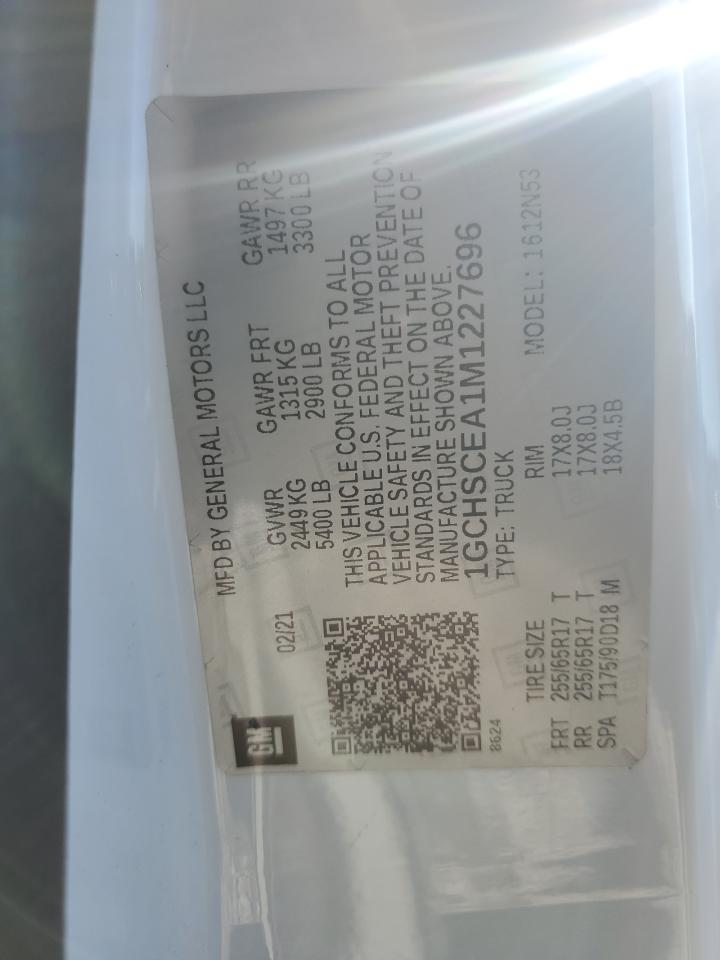 GM
02/21
MFD BY GENERAL MOTORS LLC
GVWR GAWR FRT GAWR RR
2449 KG 1315 KG 1497 KG
5400 LB 2900 LB 3300 LB
THIS VEHICLE CONFORMS TO ALL
APPLICABLE U.S. FEDERAL MOTOR
VEHICLE SAFETY AND THEFT PREVENTION
STANDARDS IN EFFECT ON THE DATE OF
MANUFACTURE SHOWN ABOVE.
1GCHSCEA1M1227696
8624
TYPE: TRUCK
TIRE SIZE RIM MODEL: 1612N53
FRT 255/65R17 T 17X8.0J
RR 255/65R17 T 17X8.0J
SPA T175/90D18 M 18X4.5B